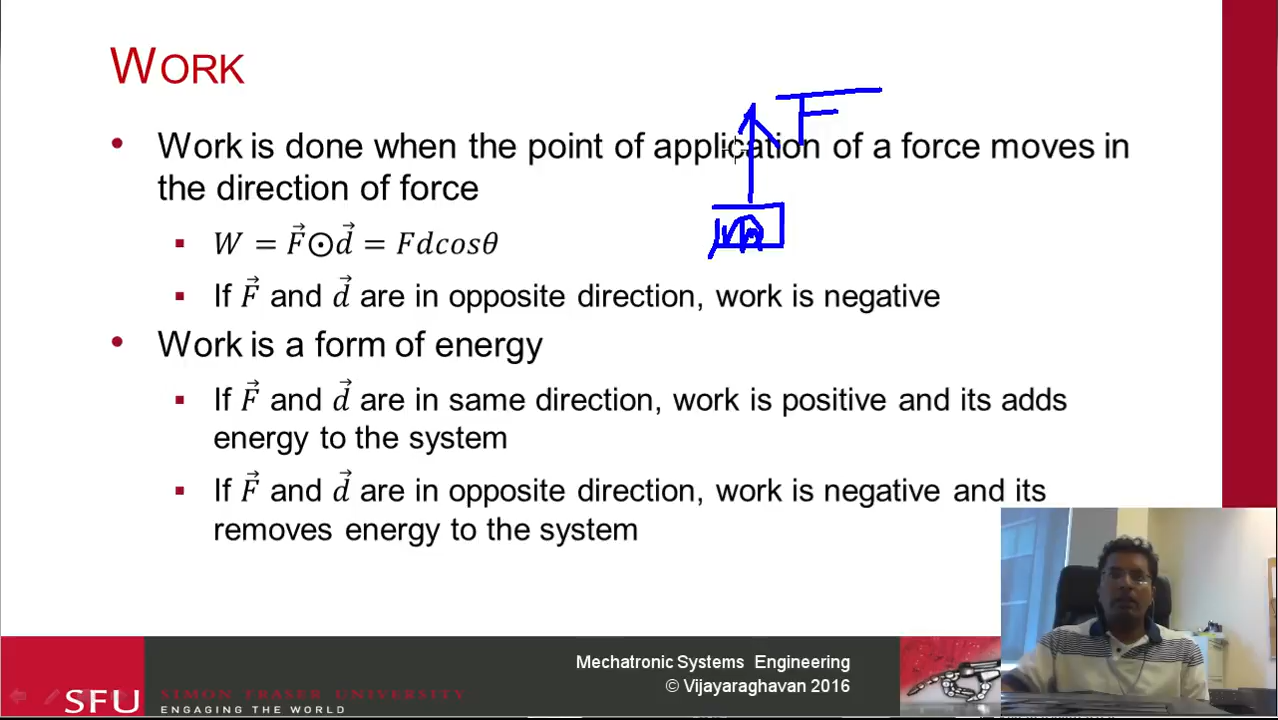 WORK
• Work is done when the point of application of a force moves in
the direction of force
▪ W = F⃗⨀d⃗ = Fdcosθ
▪ If F⃗ and d⃗ are in opposite direction, work is negative
• Work is a form of energy
▪ If F⃗ and d⃗ are in same direction, work is positive and its adds
energy to the system
▪ If F⃗ and d⃗ are in opposite direction, work is negative and its
removes energy to the system
F
m
Mechatronic Systems Engineering
© Vijayaraghavan 2016
SFU
SIMON FRASER UNIVERSITY
ENGAGING THE WORLD